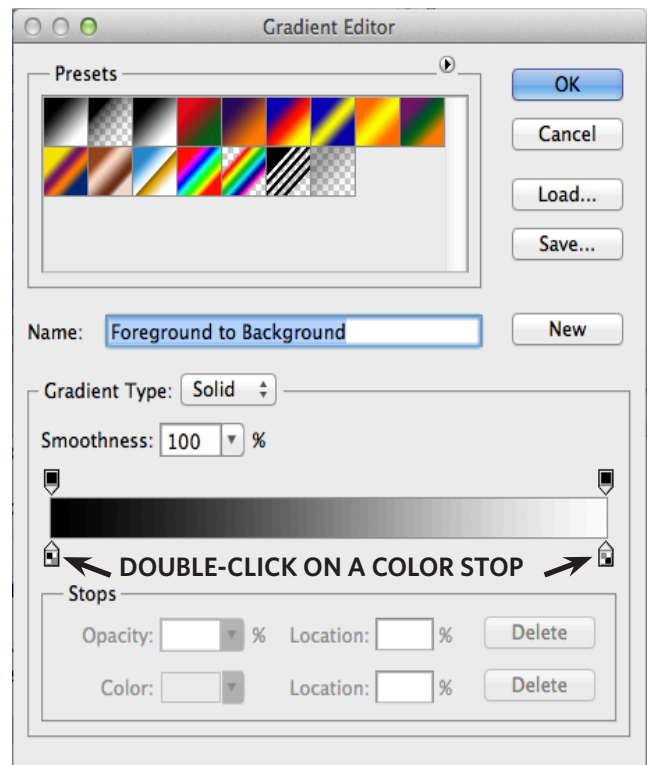 Gradient Editor
Presets
OK
Cancel
Load...
Save...
Name: Foreground to Background
New
Gradient Type: Solid
Smoothness: 100 %
DOUBLE-CLICK ON A COLOR STOP
Stops
Opacity: % Location: % Delete
Color: Location: % Delete